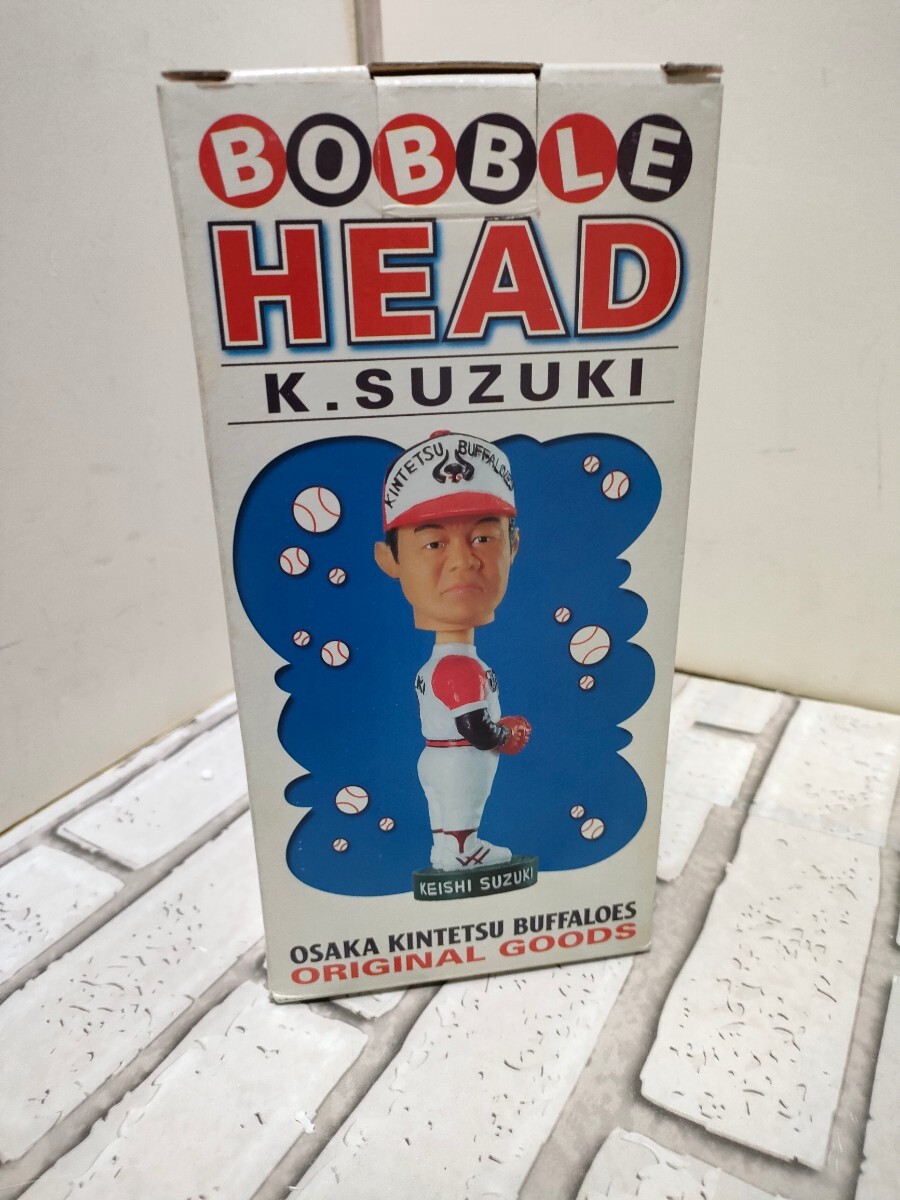 BOBBLE
HEAD
K.SUZUKI
KINTETSU BUFFALOES
KEISHI SUZUKI
OSAKA KINTETSU BUFFALOES
ORIGINAL GOODS